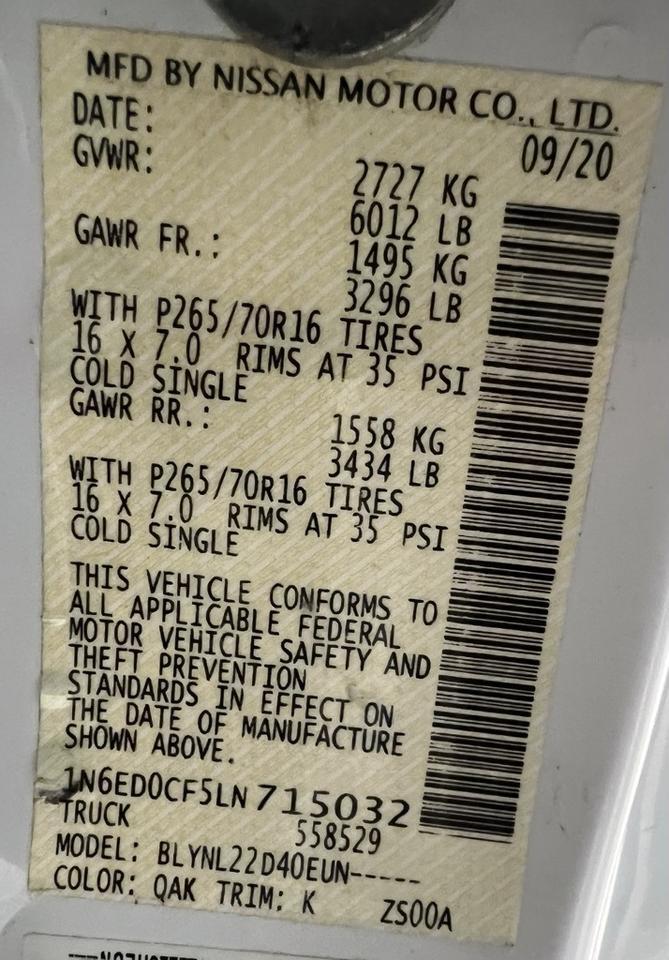 MFD BY NISSAN MOTOR CO., LTD.
DATE: 09/20
GVWR: 2727 KG
6012 LB
GAWR FR.: 1495 KG
3296 LB
WITH P265/70R16 TIRES
16 X 7.0 RIMS AT 35 PSI
COLD SINGLE
GAWR RR.: 1558 KG
3434 LB
WITH P265/70R16 TIRES
16 X 7.0 RIMS AT 35 PSI
COLD SINGLE
THIS VEHICLE CONFORMS TO
ALL APPLICABLE FEDERAL
MOTOR VEHICLE SAFETY AND
THEFT PREVENTION
STANDARDS IN EFFECT ON
THE DATE OF MANUFACTURE
SHOWN ABOVE.
1N6ED0CF5LN715032
TRUCK 558529
MODEL: BLYNL22D40EUN-----
COLOR: QAK TRIM: K ZS00A